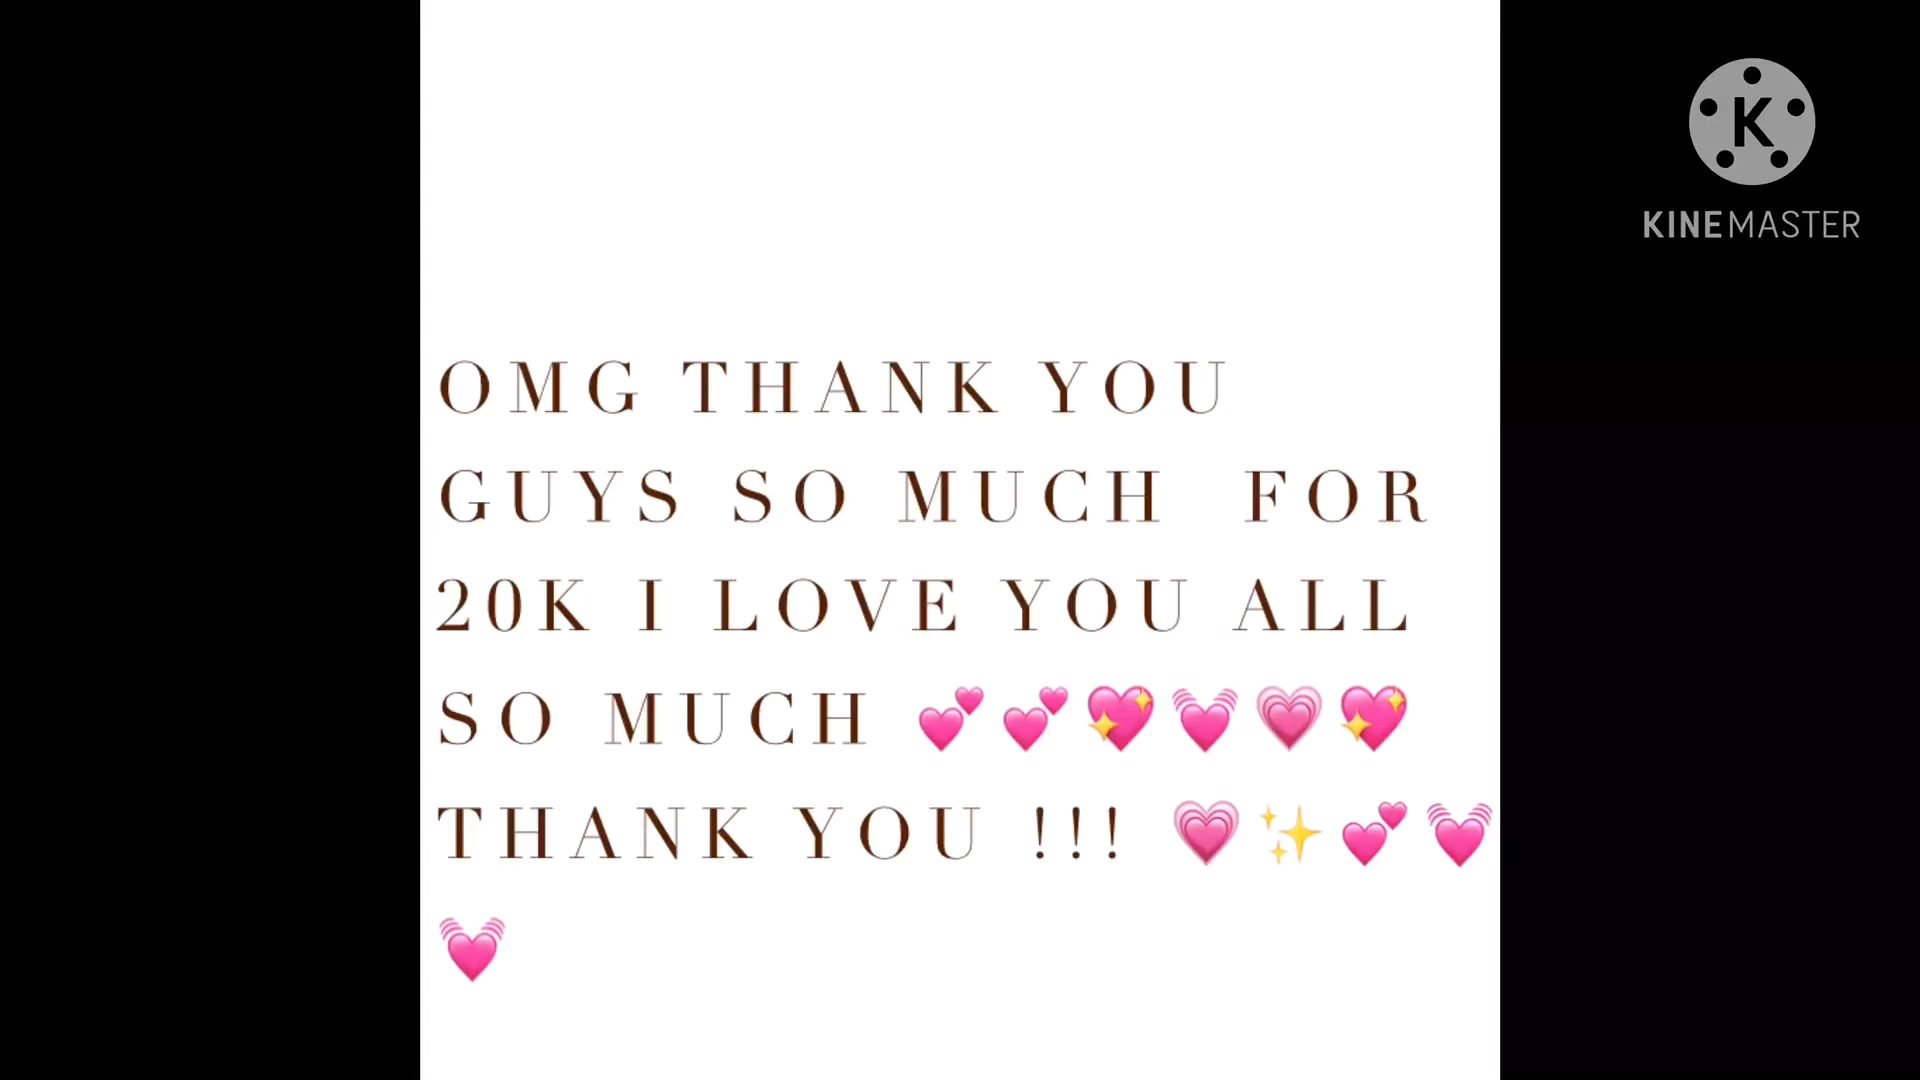 OMG THANK YOU
GUYS SO MUCH FOR
20K I LOVE YOU ALL
SO MUCH 💕💕💖💓💗💖
THANK YOU !!! 💗✨💕💓
💓
K
KINEMASTER